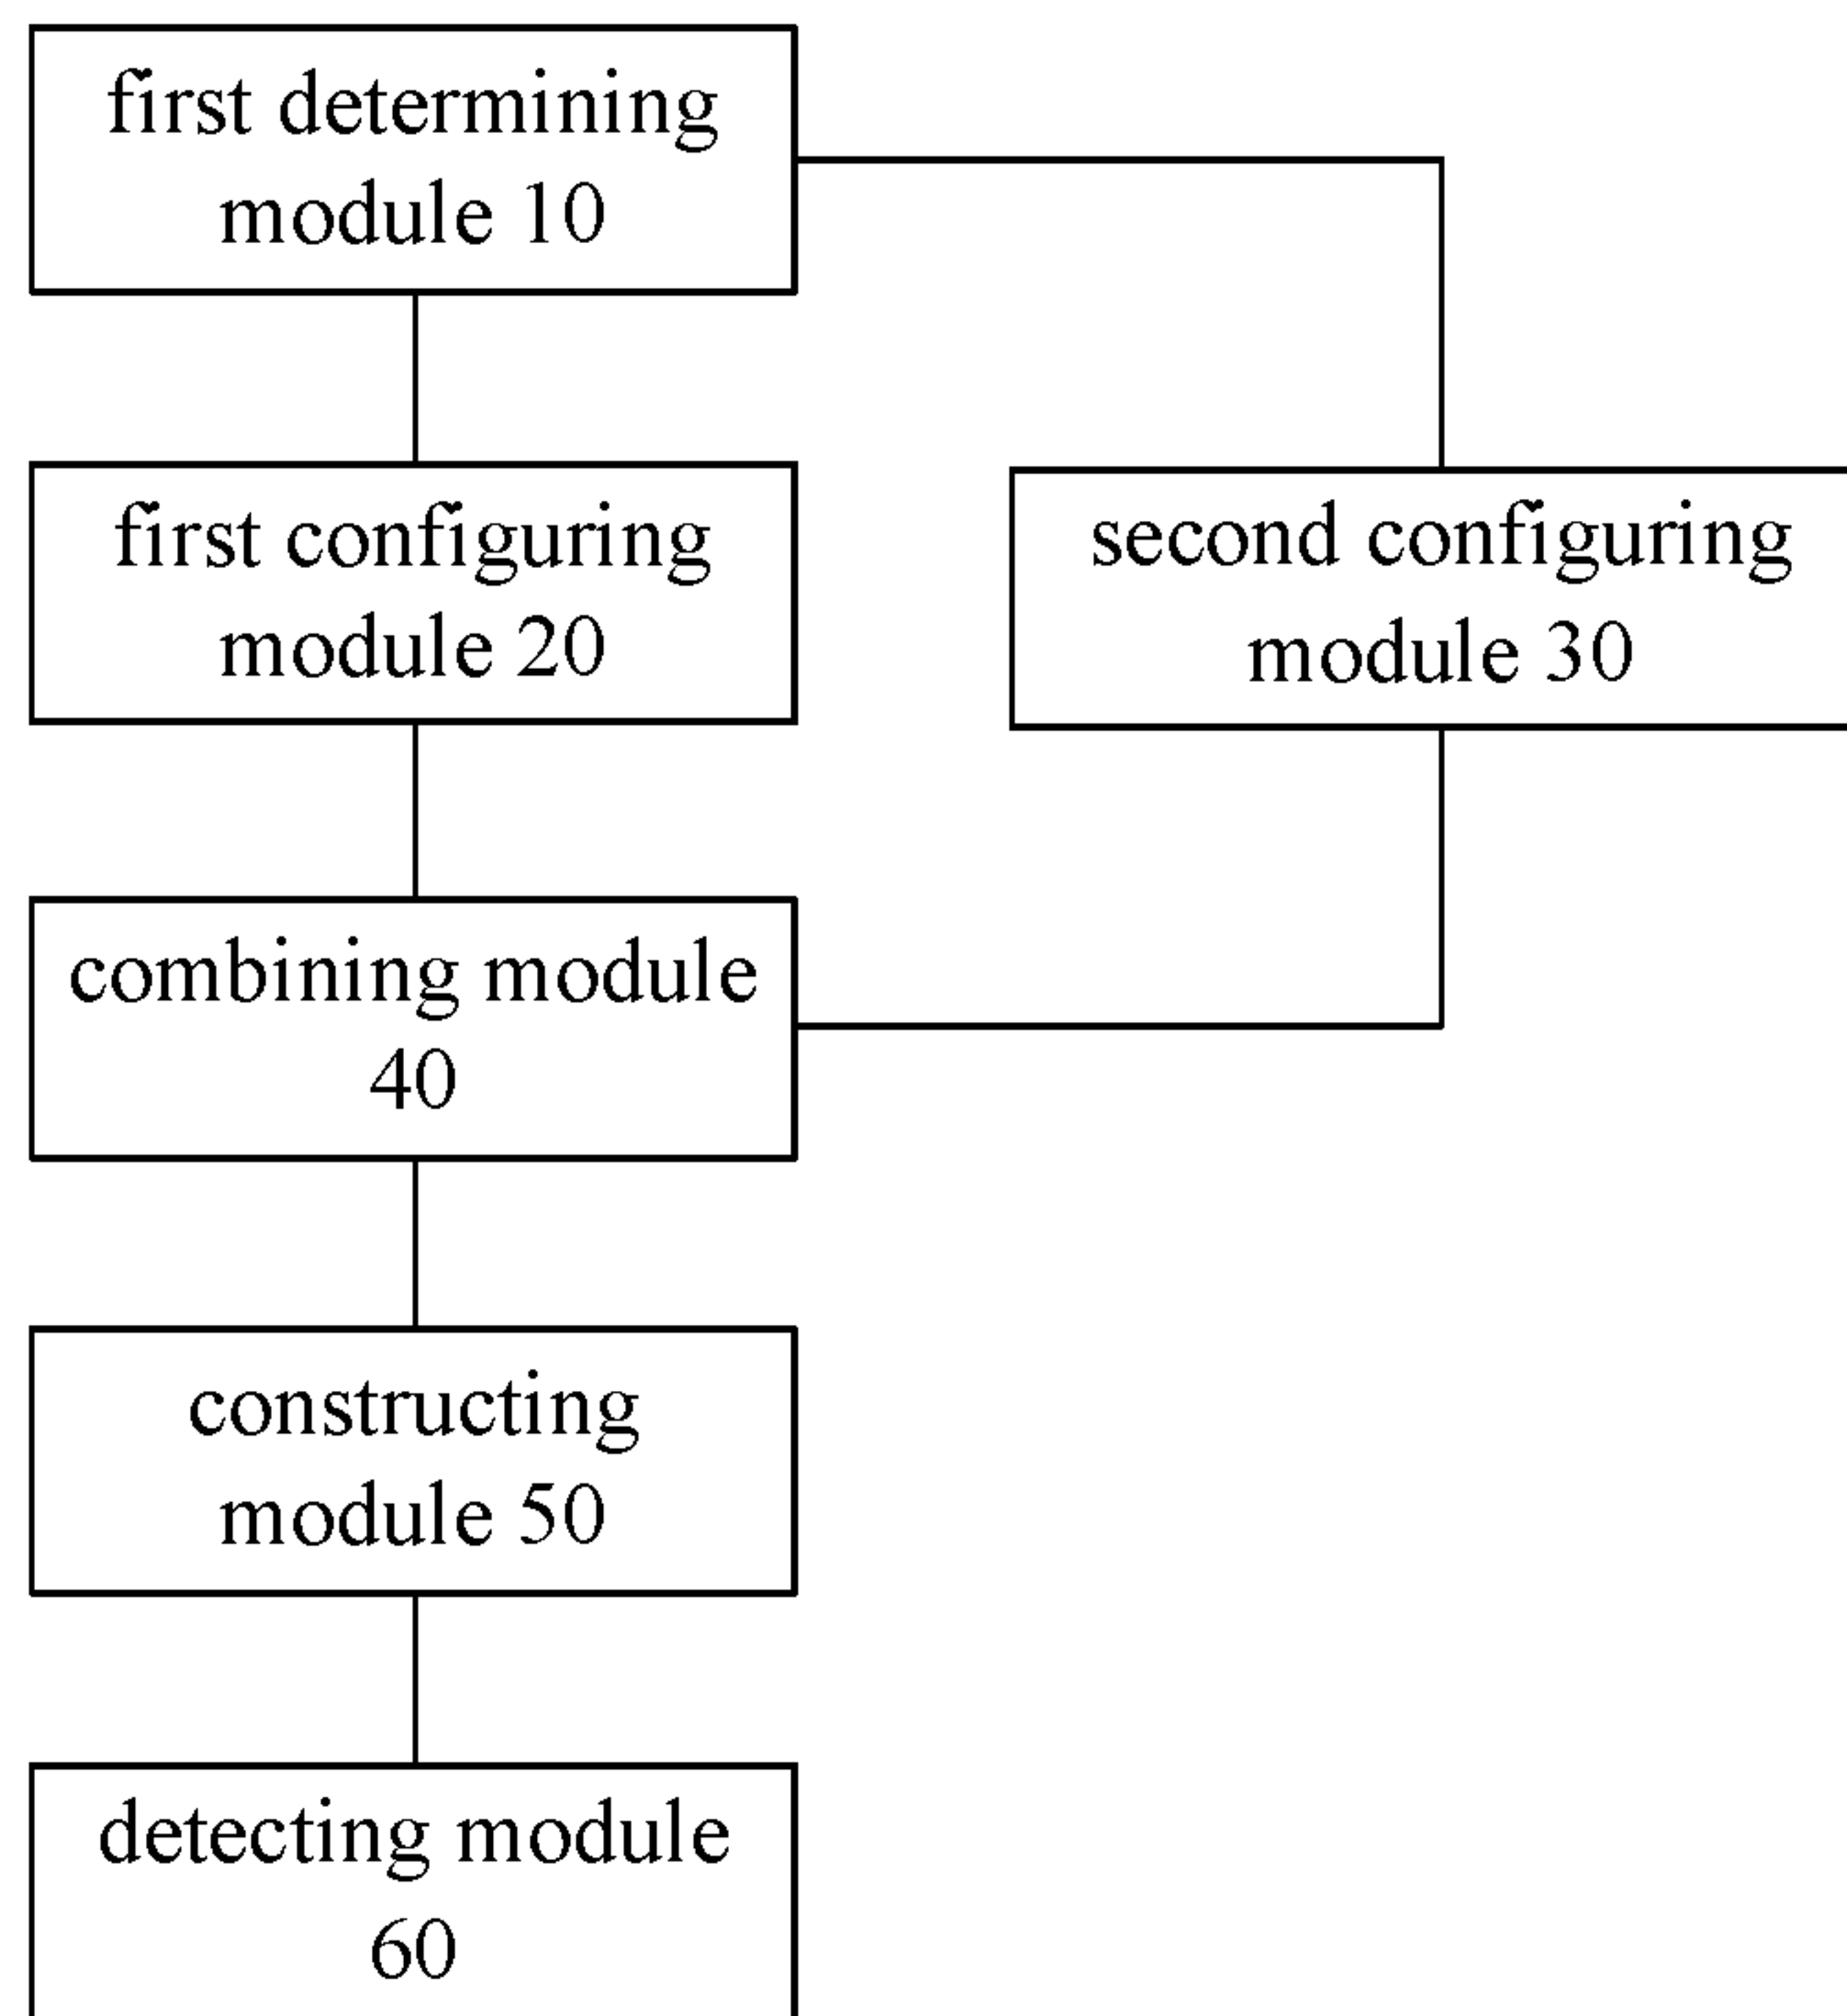 first determining
module 10
first configuring
module 20
second configuring
module 30
combining module
40
constructing
module 50
detecting module
60